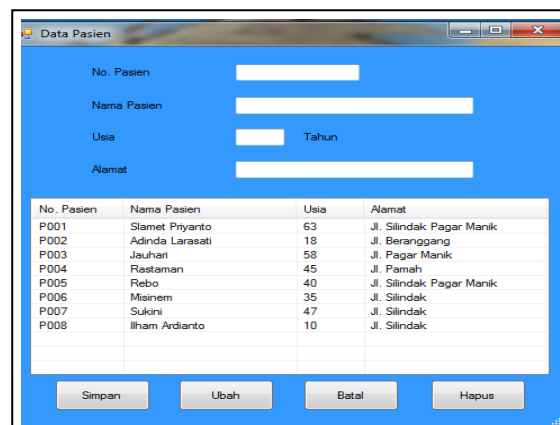 Data Pasien
No. Pasien
Nama Pasien
Usia Tahun
Alamat
No. Pasien Nama Pasien Usia Alamat
P001 Slamet Priyanto 63 Jl. Silindak Pagar Manik
P002 Adinda Larasati 18 Jl. Beranggang
P003 Jauhari 58 Jl. Pagar Manik
P004 Rastaman 45 Jl. Pamah
P005 Rebo 40 Jl. Silindak Pagar Manik
P006 Misinem 35 Jl. Silindak
P007 Sukini 47 Jl. Silindak
P008 Ilham Ardianto 10 Jl. Silindak
Simpan Ubah Batal Hapus